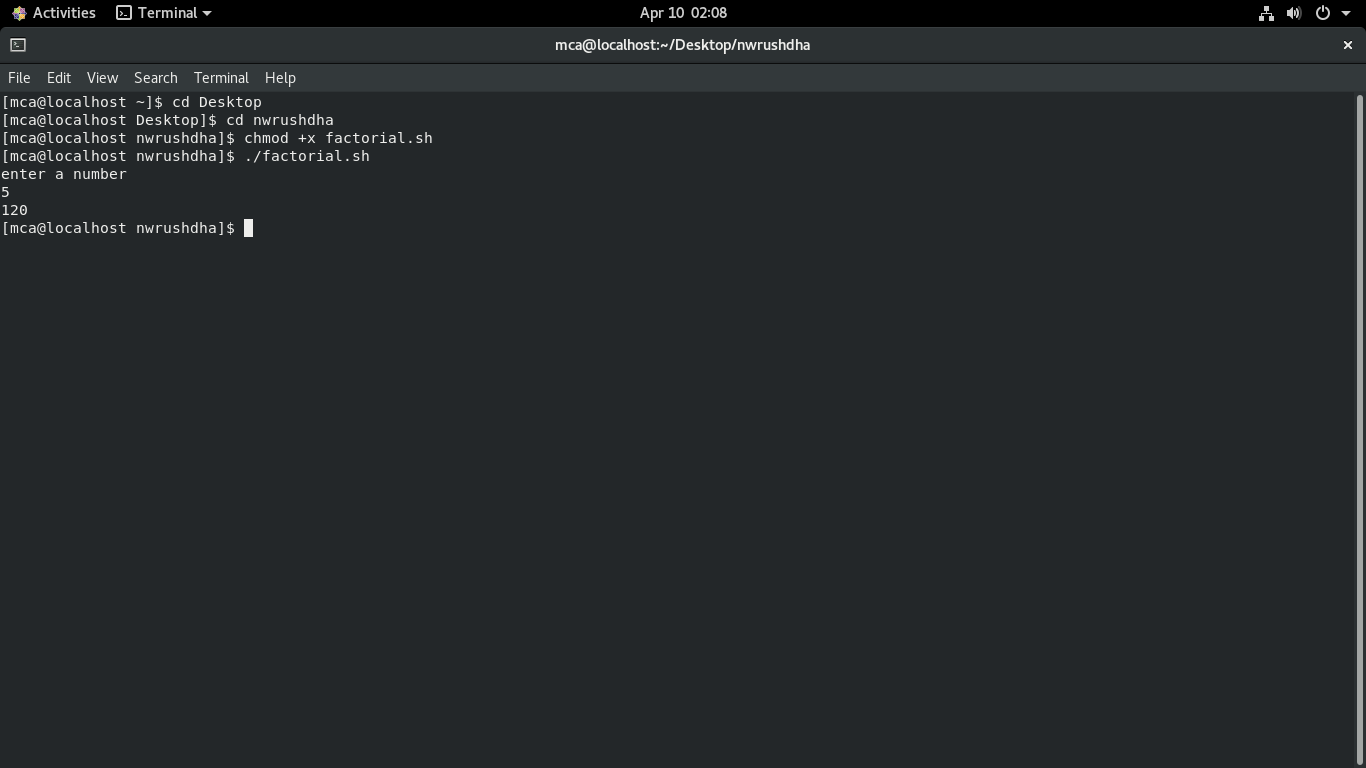 Activities Terminal Apr 10 02:08
mca@localhost:~/Desktop/nwrushdha
File Edit View Search Terminal Help
[mca@localhost ~]$ cd Desktop
[mca@localhost Desktop]$ cd nwrushdha
[mca@localhost nwrushdha]$ chmod +x factorial.sh
[mca@localhost nwrushdha]$ ./factorial.sh
enter a number
5
120
[mca@localhost nwrushdha]$